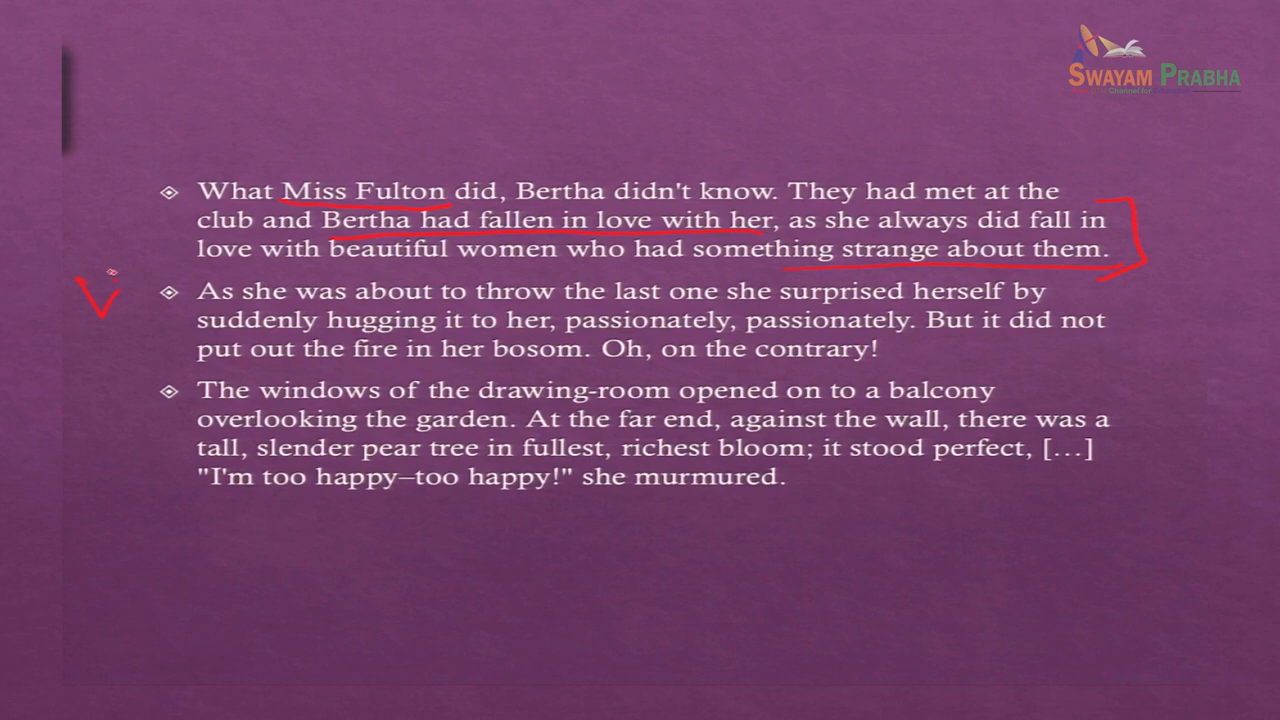 SWAYAM PRABHA
What Miss Fulton did, Bertha didn't know. They had met at the
club and Bertha had fallen in love with her, as she always did fall in
love with beautiful women who had something strange about them.
As she was about to throw the last one she surprised herself by
suddenly hugging it to her, passionately, passionately. But it did not
put out the fire in her bosom. Oh, on the contrary!
The windows of the drawing-room opened on to a balcony
overlooking the garden. At the far end, against the wall, there was a
tall, slender pear tree in fullest, richest bloom; it stood perfect, […]
"I'm too happy–too happy!" she murmured.